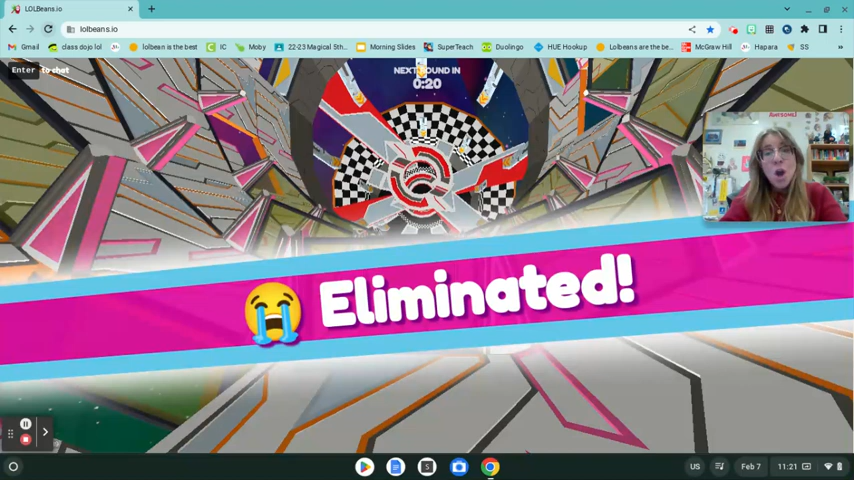 LOLBeans.io
lolbeans.io
Gmail
class dojo lol
lolbean is the best
IC
Moby
22-23 Magical 5th...
Morning Slides
SuperTeach
Duolingo
HUE Hookup
Lolbeans are the be...
McGraw Hill
Hapara
SS
»
Enter to chat
NEXT ROUND IN
0:20
AWESOME!
😭 Eliminated!
US
Feb 7
11:21